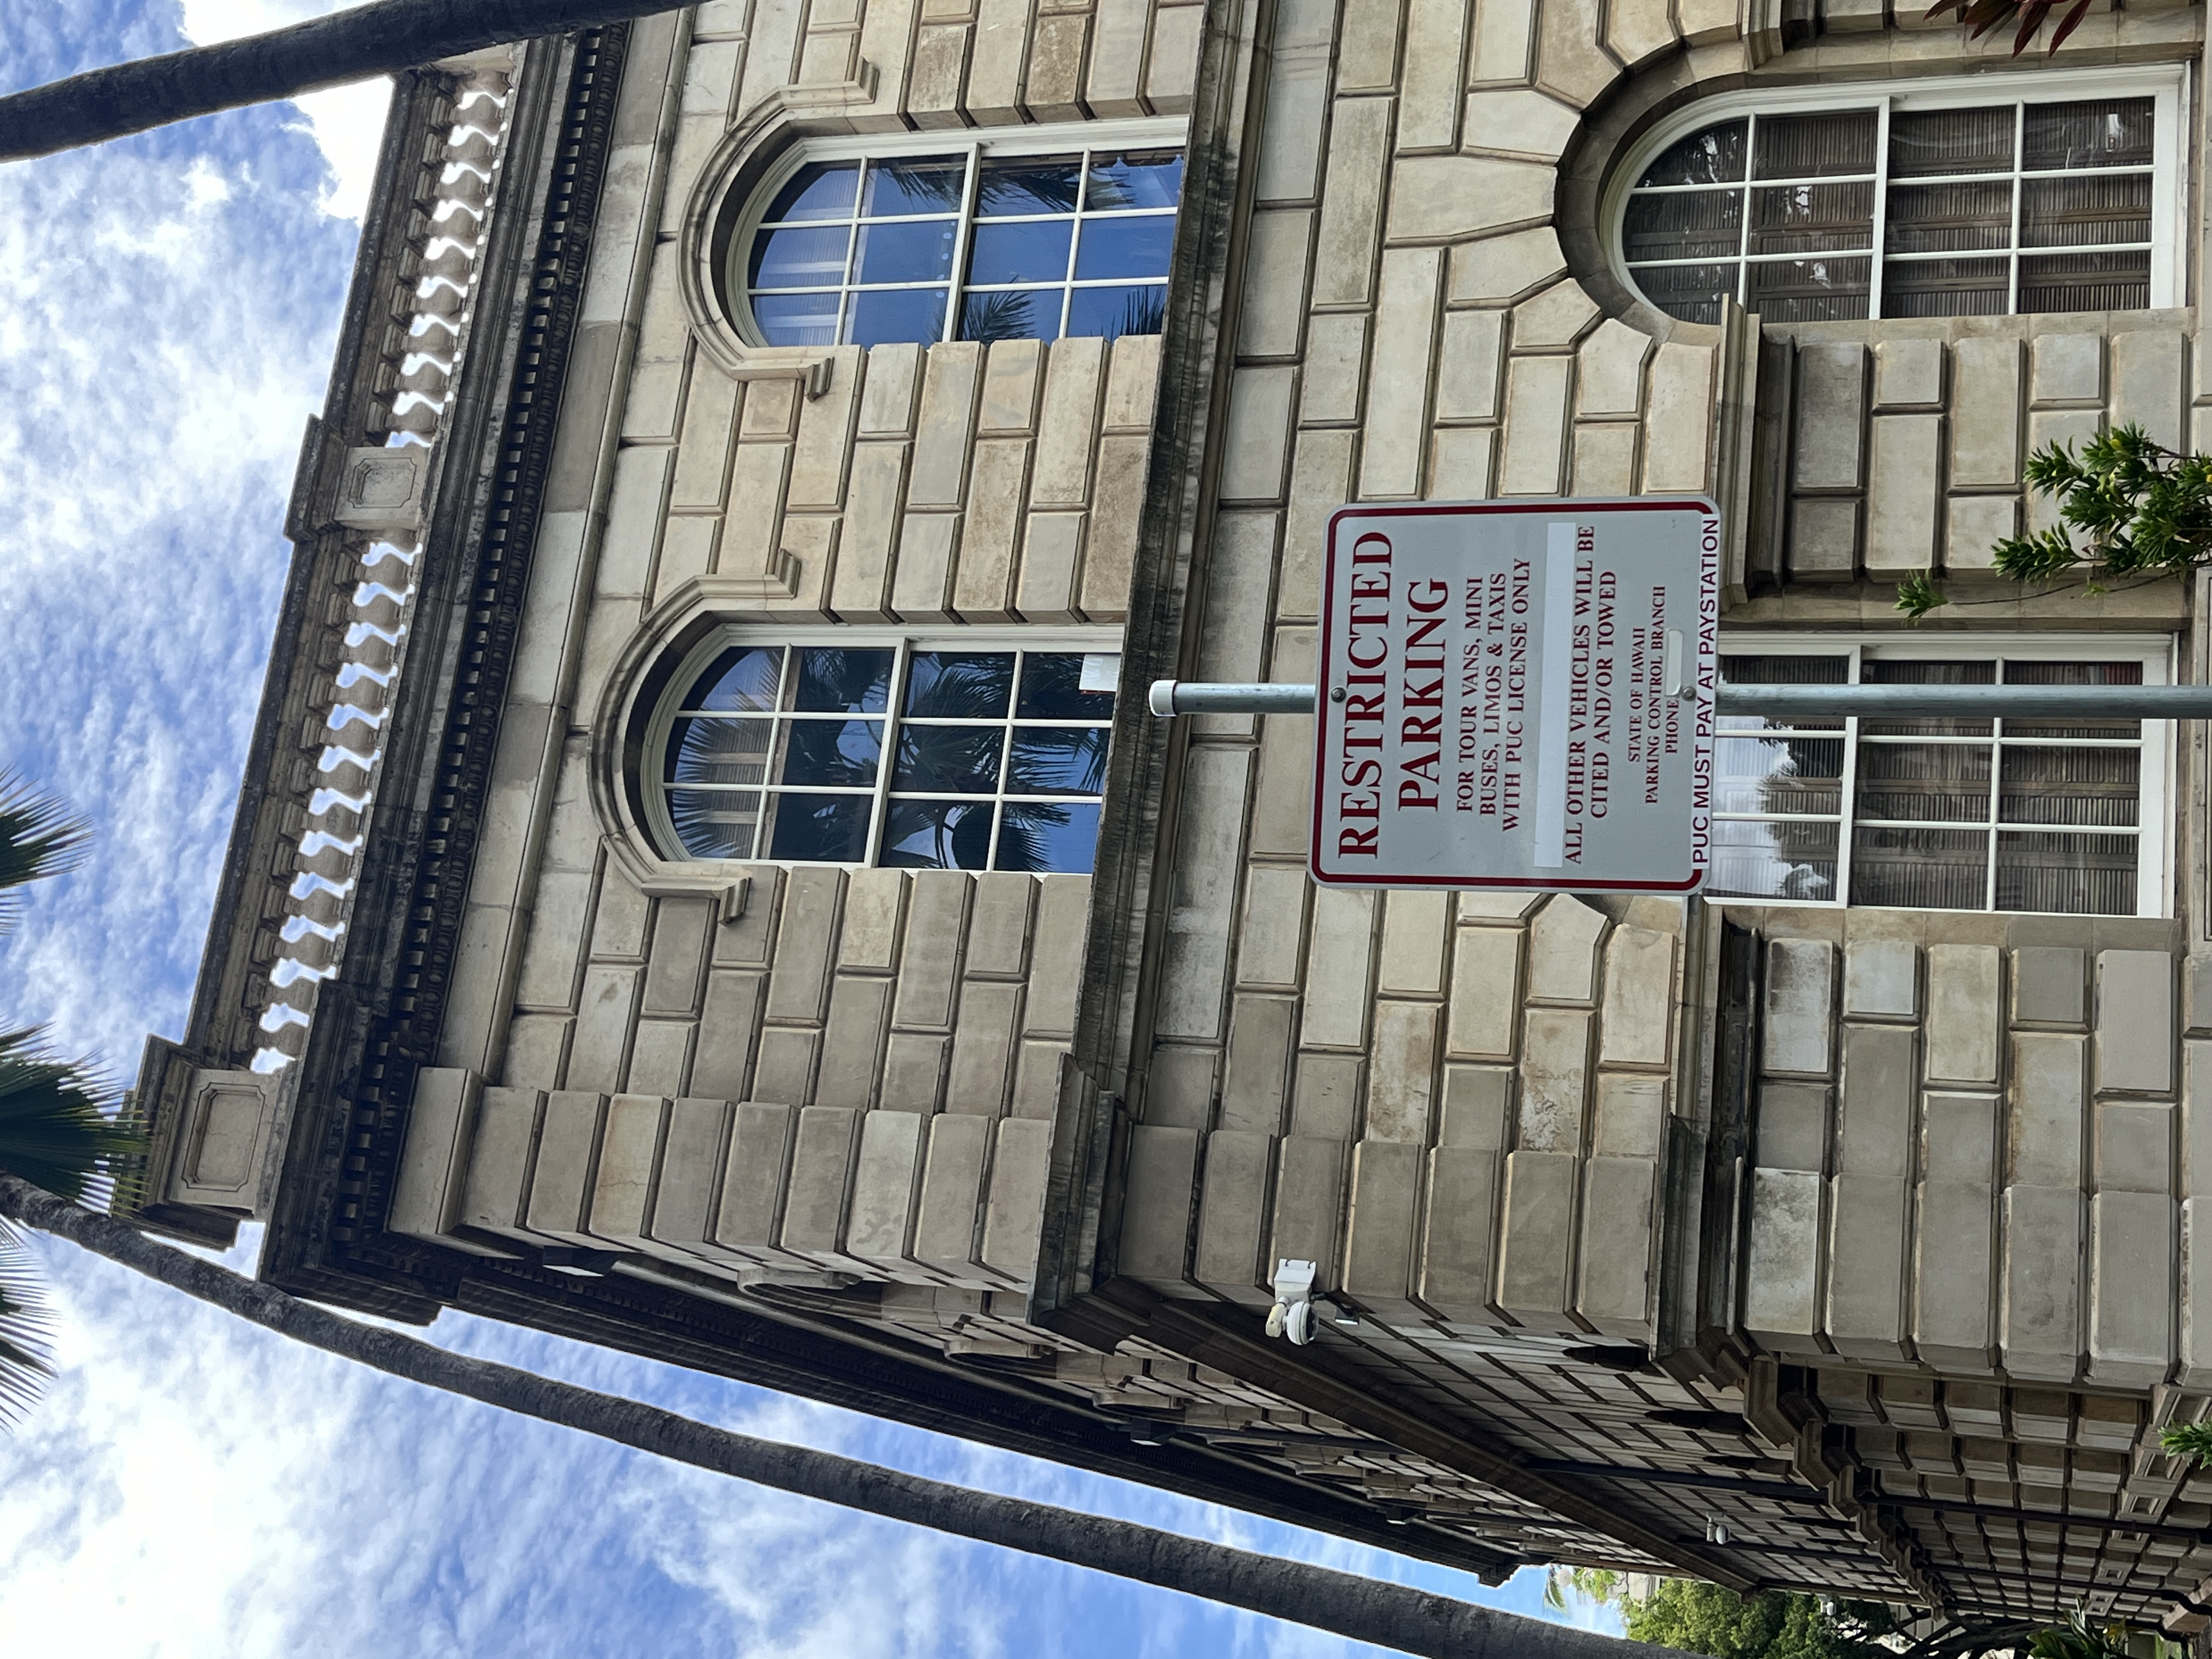 RESTRICTED
PARKING
FOR TOUR VANS, MINI
BUSES, LIMOS & TAXIS
WITH PUC LICENSE ONLY
ALL OTHER VEHICLES WILL BE
CITED AND/OR TOWED
STATE OF HAWAII
PARKING CONTROL BRANCH
PHONE
PUC MUST PAY AT PAYSTATION